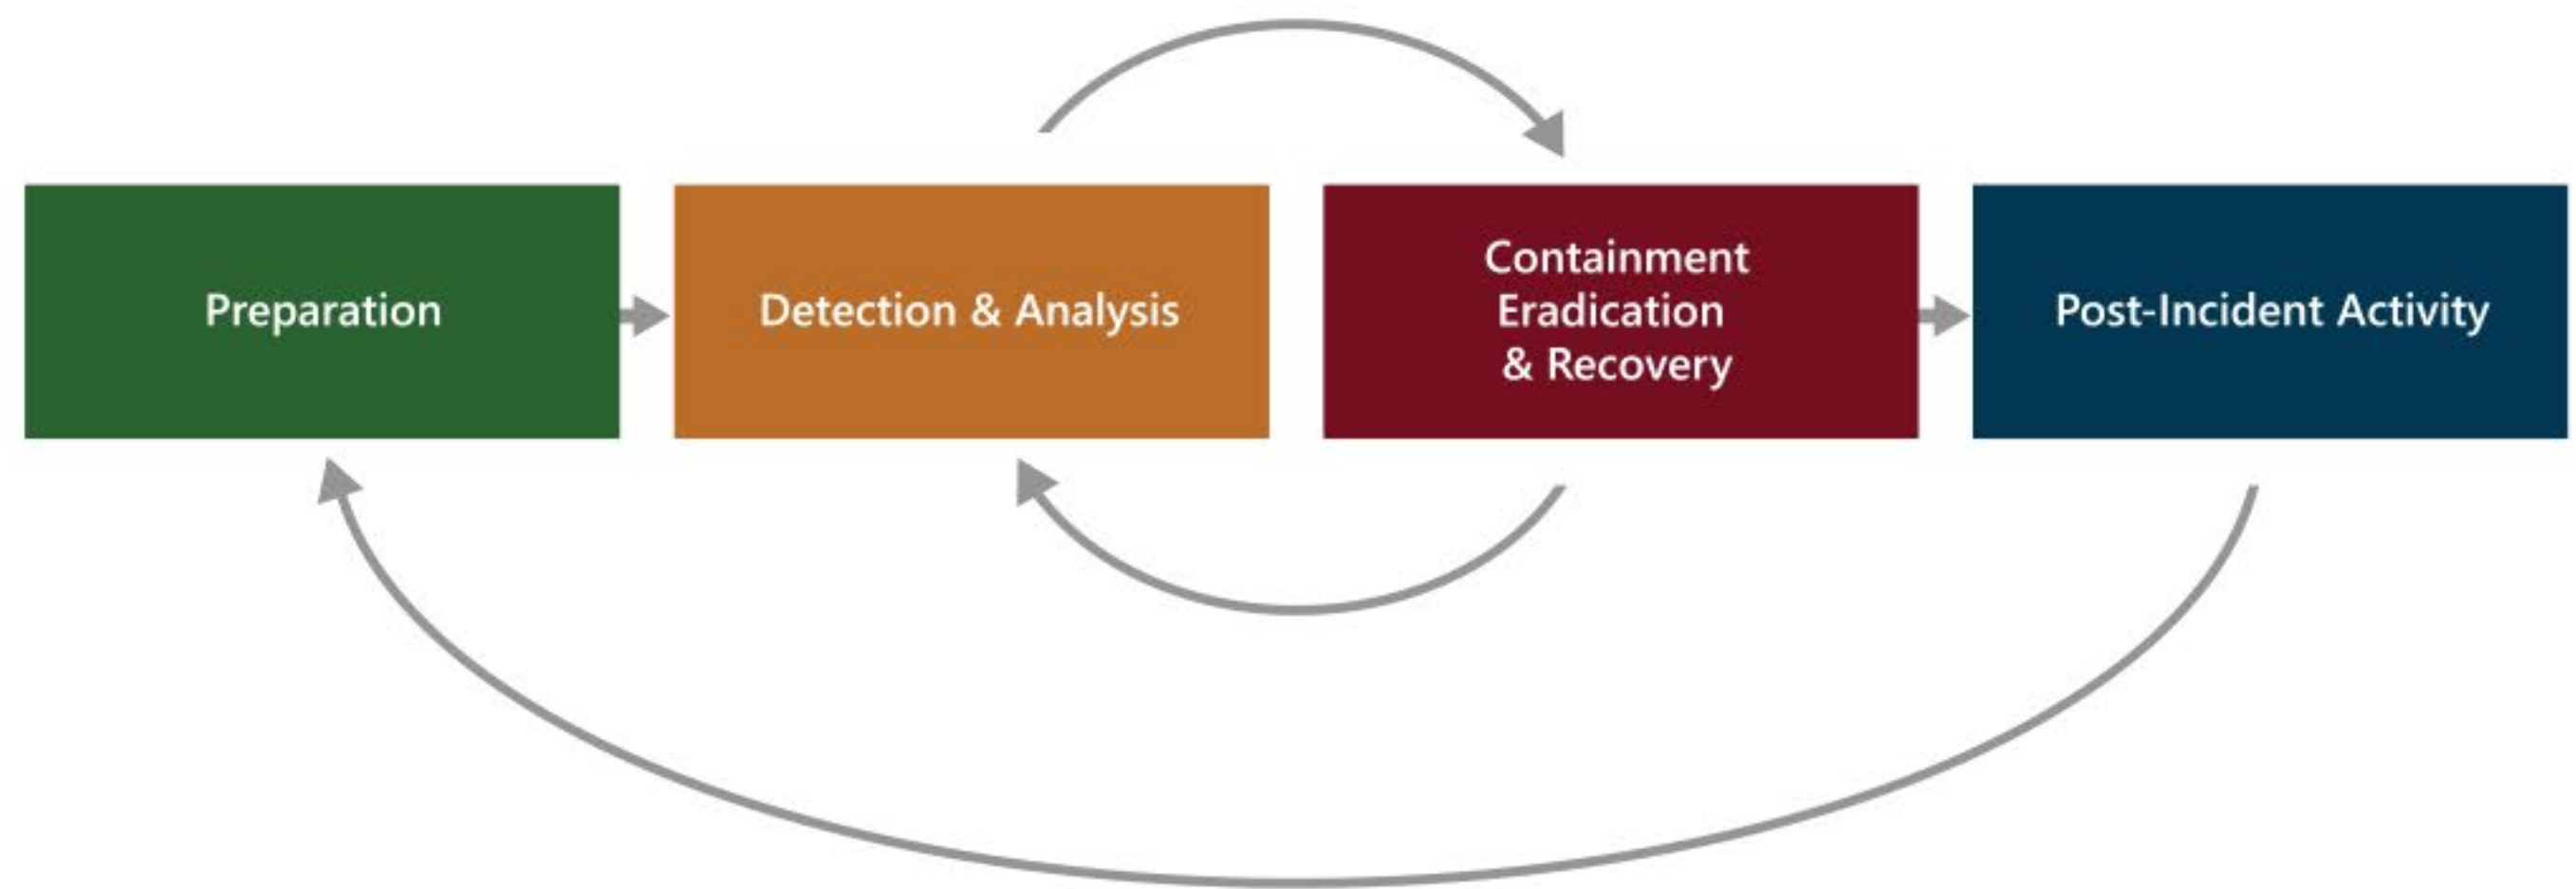 Preparation
Detection & Analysis
Containment
Eradication
& Recovery
Post-Incident Activity